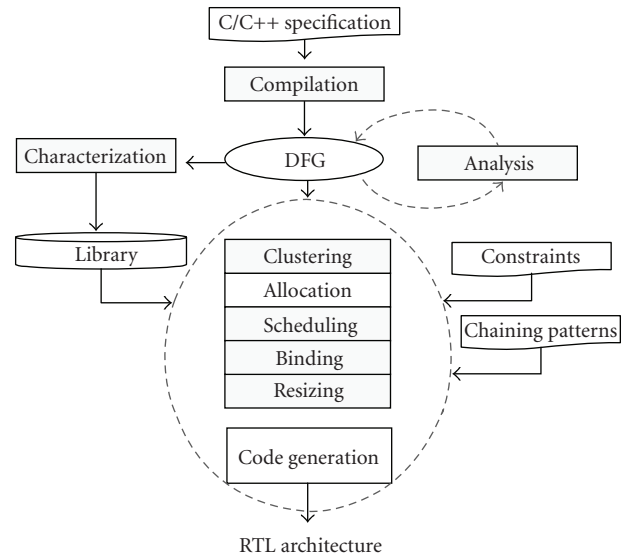 C/C++ specification
Compilation
DFG
Characterization
Analysis
Library
Clustering
Allocation
Scheduling
Binding
Resizing
Constraints
Chaining patterns
Code generation
RTL architecture